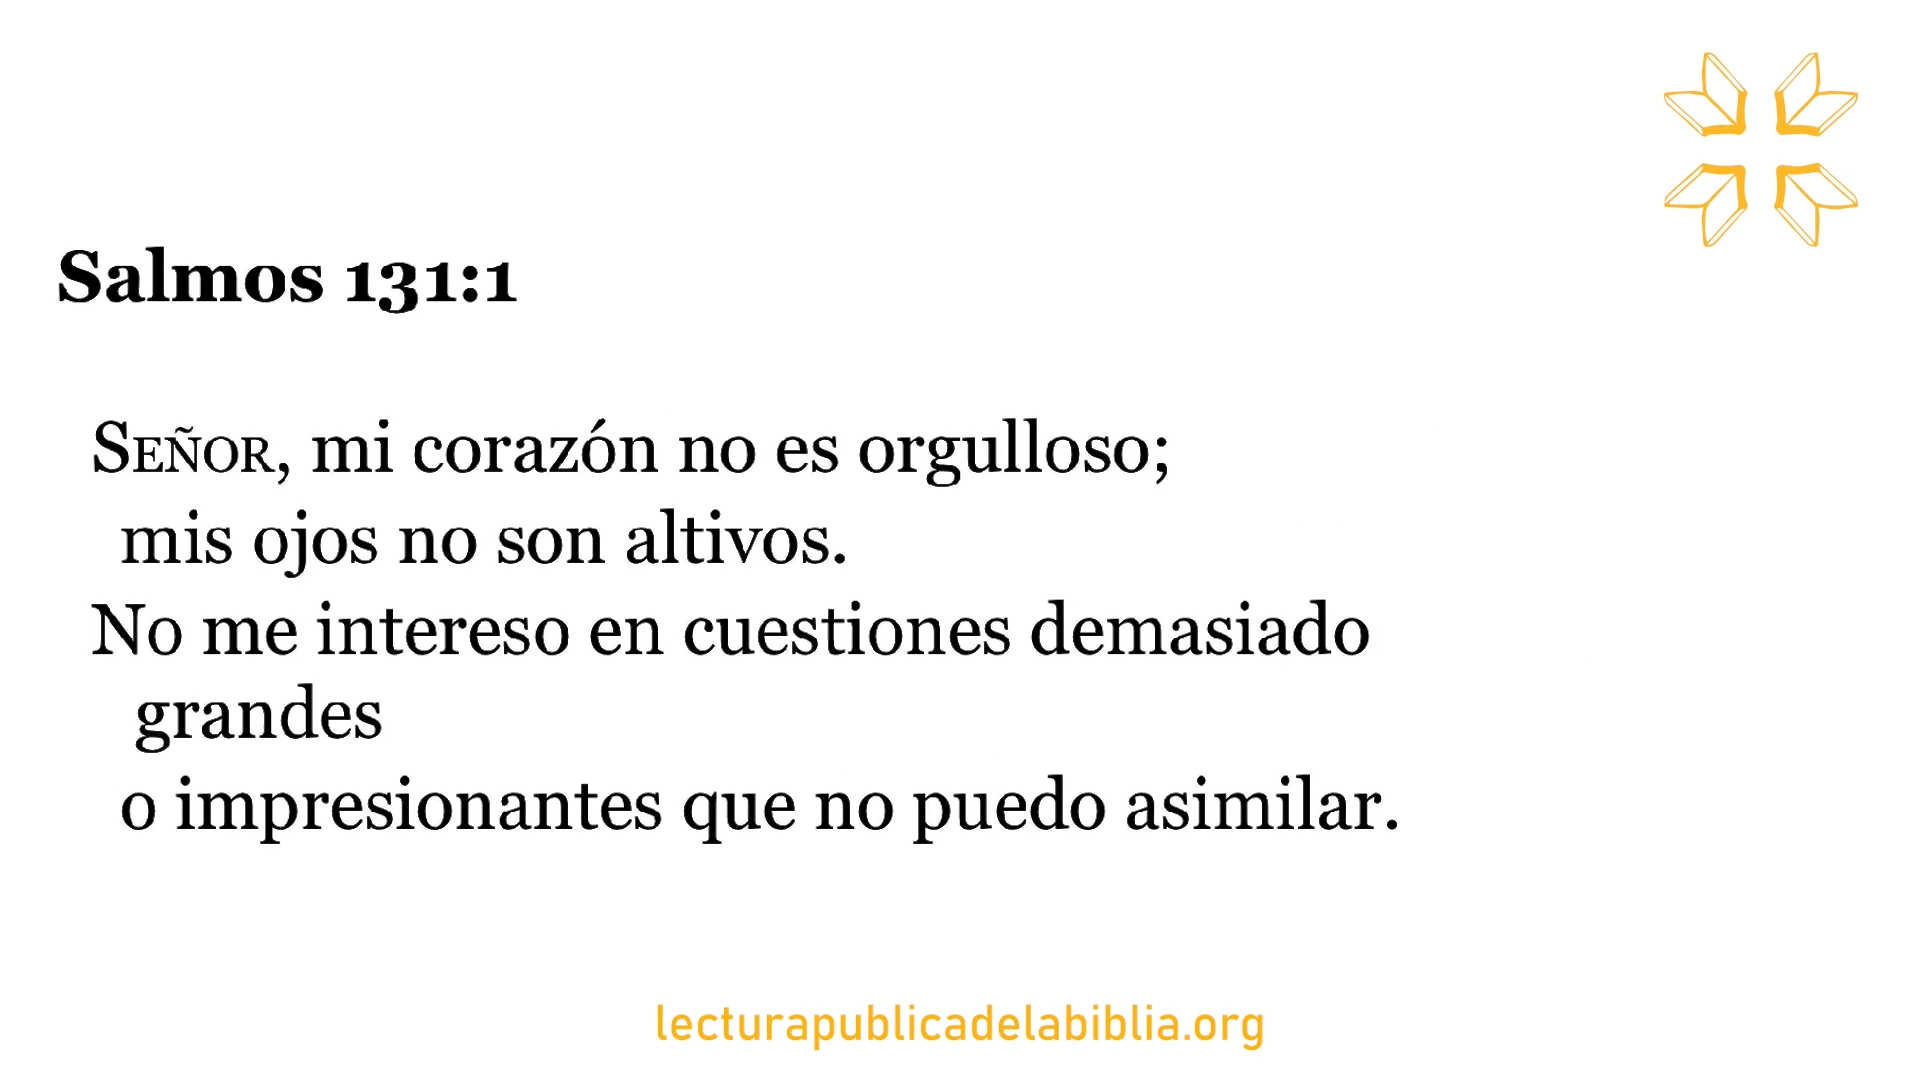 Salmos 131:1
SEÑOR, mi corazón no es orgulloso;
mis ojos no son altivos.
No me intereso en cuestiones demasiado
grandes
o impresionantes que no puedo asimilar.
lecturapublicadelabiblia.org